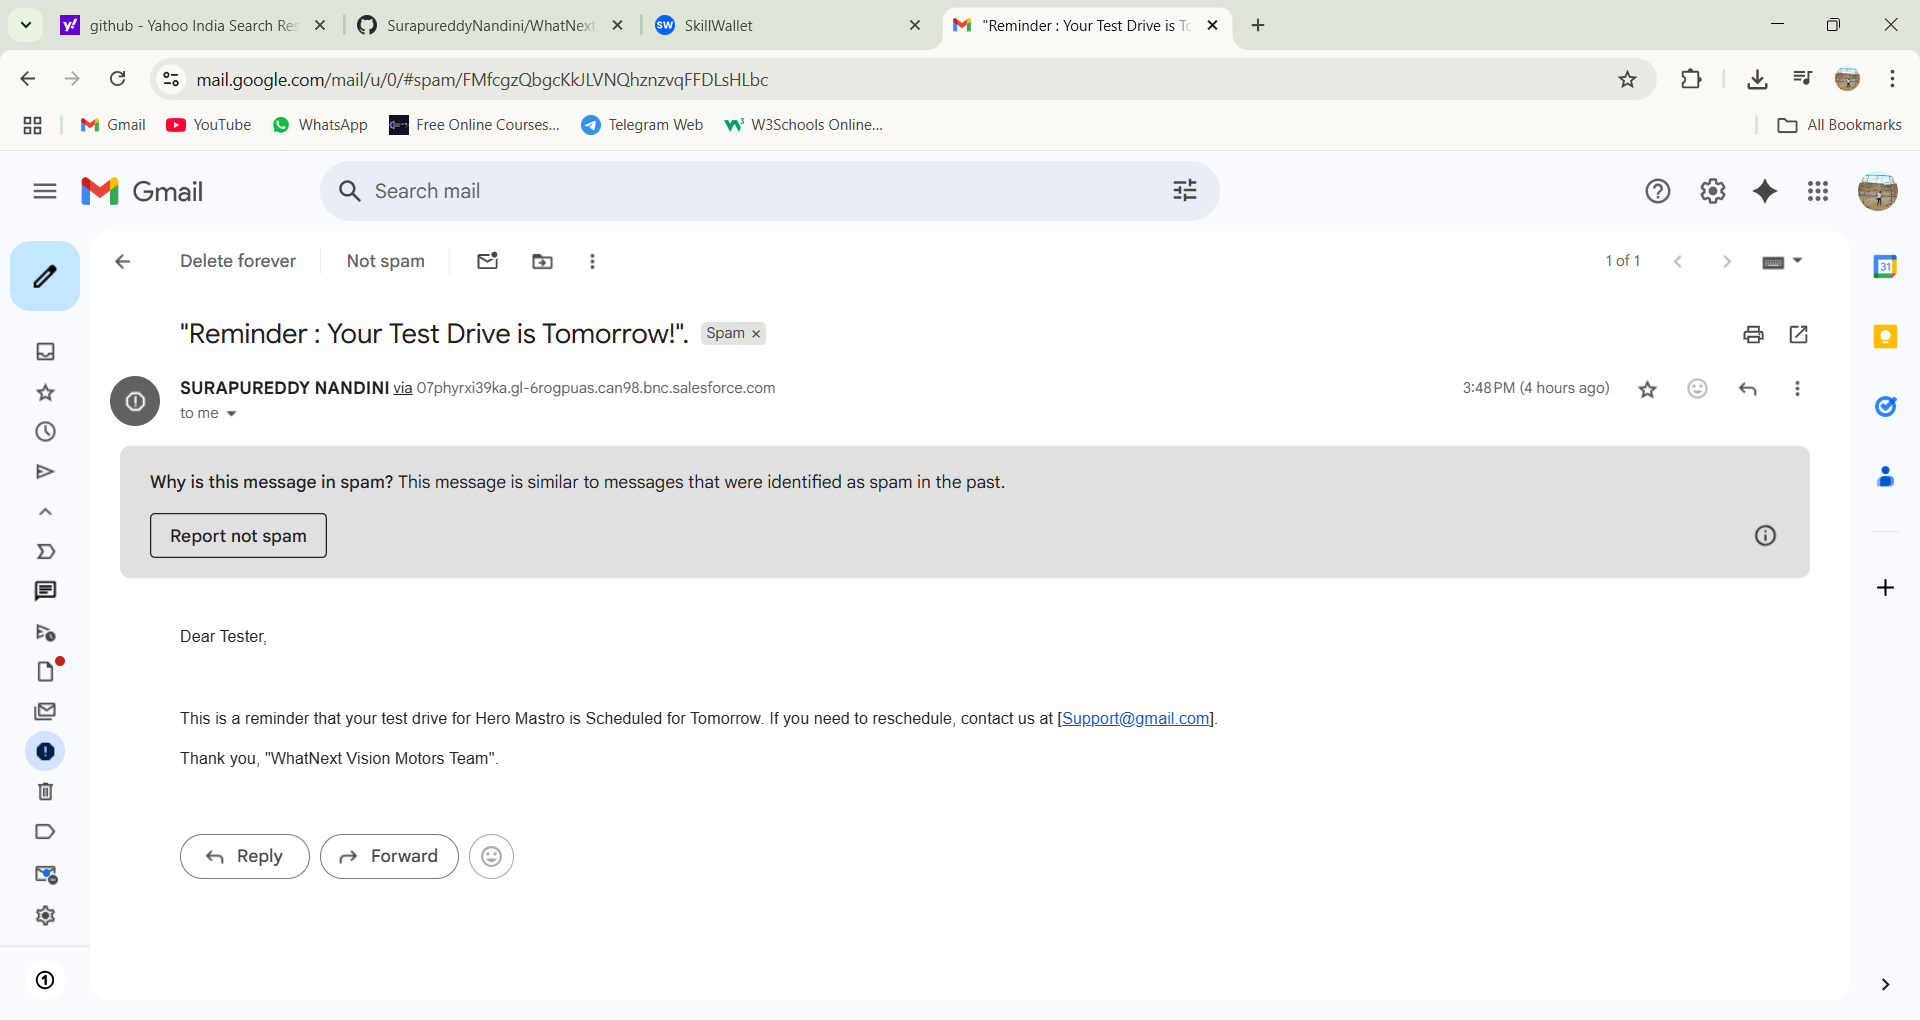 github - Yahoo India Search Res
SurapureddyNandini/WhatNext
SkillWallet
"Reminder : Your Test Drive is To
mail.google.com/mail/u/0/#spam/FMfcgzQbgcKkJLVNQhznzvqFFDLsHLbc
Gmail
YouTube
WhatsApp
Free Online Courses...
Telegram Web
W3Schools Online...
All Bookmarks
Gmail
Search mail
Delete forever
Not spam
1 of 1
"Reminder : Your Test Drive is Tomorrow!".
Spam
SURAPUREDDY NANDINI via 07phyrxi39ka.gl-6rogpuas.can98.bnc.salesforce.com
3:48 PM (4 hours ago)
to me
Why is this message in spam? This message is similar to messages that were identified as spam in the past.
Report not spam
Dear Tester,
This is a reminder that your test drive for Hero Mastro is Scheduled for Tomorrow. If you need to reschedule, contact us at [Support@gmail.com].
Thank you, "WhatNext Vision Motors Team".
Reply
Forward